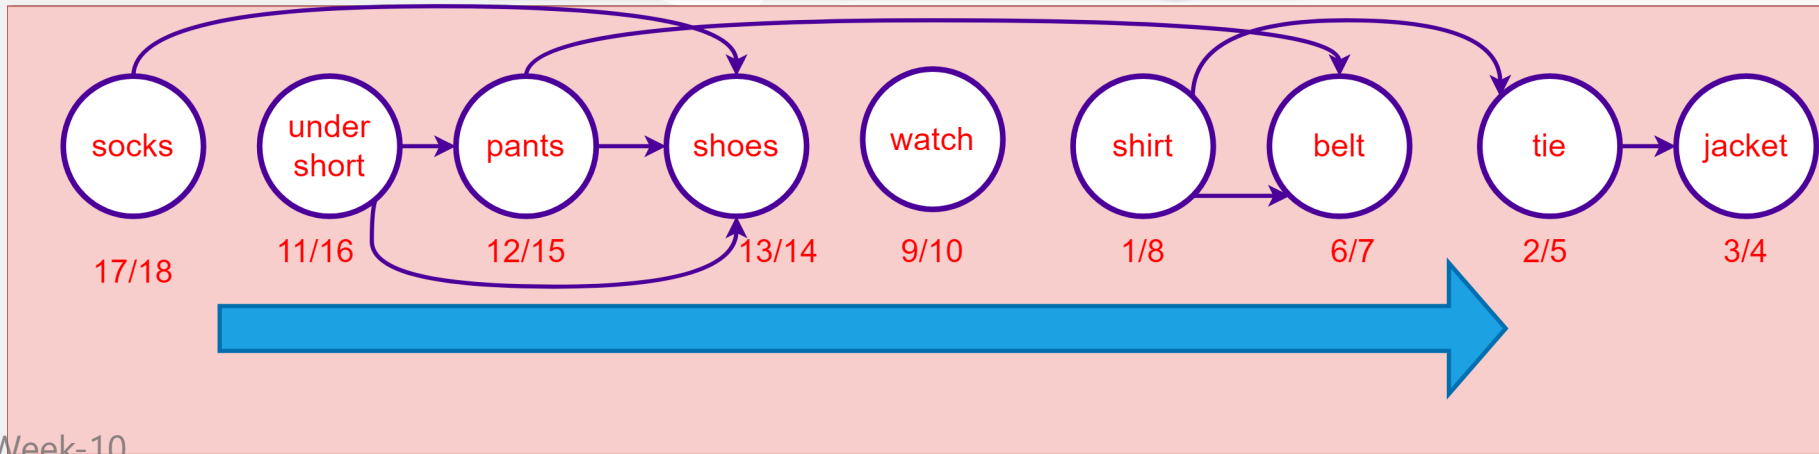 socks
under
short
pants
shoes
watch
shirt
belt
tie
jacket
17/18
11/16
12/15
13/14
9/10
1/8
6/7
2/5
3/4
Week-10